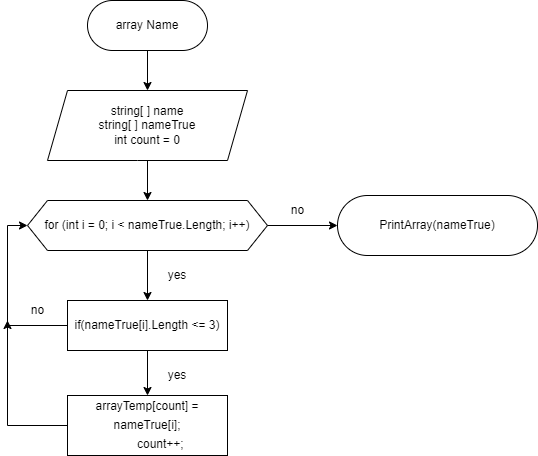 array Name
string[ ] name
string[ ] nameTrue
int count = 0
for (int i = 0; i < nameTrue.Length; i++)
no
PrintArray(nameTrue)
yes
no
if(nameTrue[i].Length <= 3)
yes
arrayTemp[count] =
nameTrue[i];
count++;